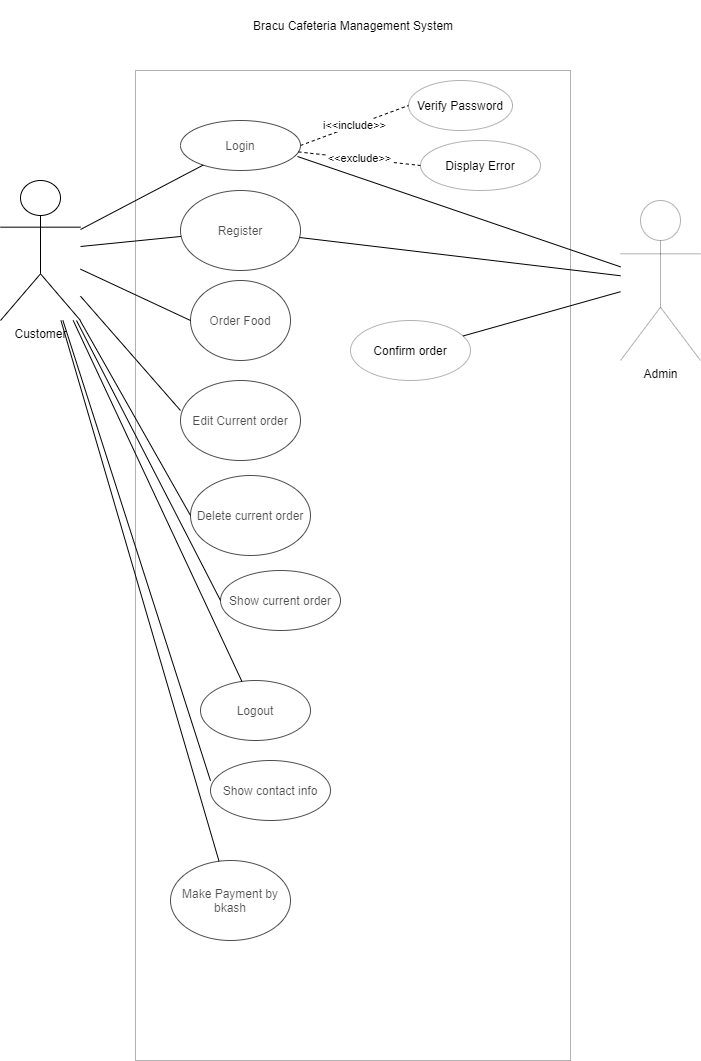 Bracu Cafeteria Management System
Verify Password
i<<include>>
Login
<<exclude>>
Display Error
Register
Order Food
Customer
Confirm order
Admin
Edit Current order
Delete current order
Show current order
Logout
Show contact info
Make Payment by
bkash